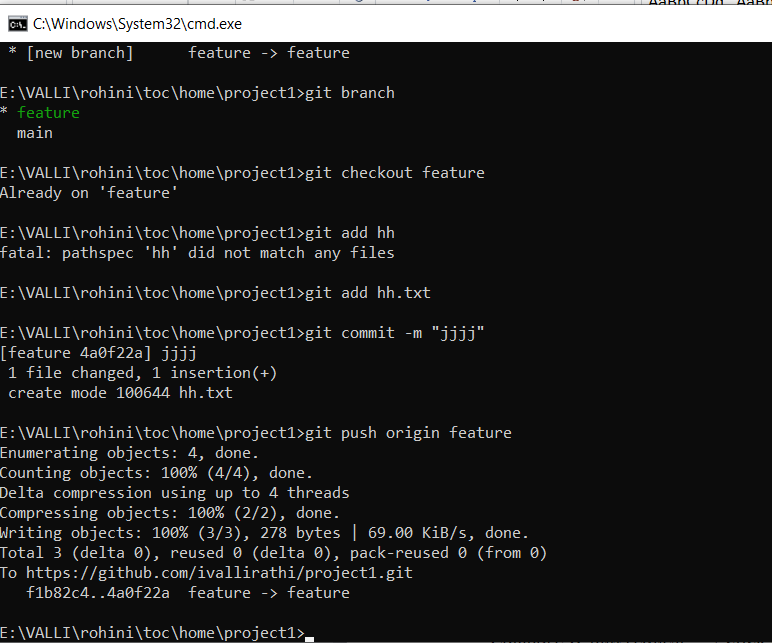 AaBbCcDd AaBb
C:\Windows\System32\cmd.exe
* [new branch]      feature -> feature
E:\VALLI\rohini\toc\home\project1>git branch
* feature
  main
E:\VALLI\rohini\toc\home\project1>git checkout feature
Already on 'feature'
E:\VALLI\rohini\toc\home\project1>git add hh
fatal: pathspec 'hh' did not match any files
E:\VALLI\rohini\toc\home\project1>git add hh.txt
E:\VALLI\rohini\toc\home\project1>git commit -m "jjjj"
[feature 4a0f22a] jjjj
 1 file changed, 1 insertion(+)
 create mode 100644 hh.txt
E:\VALLI\rohini\toc\home\project1>git push origin feature
Enumerating objects: 4, done.
Counting objects: 100% (4/4), done.
Delta compression using up to 4 threads
Compressing objects: 100% (2/2), done.
Writing objects: 100% (3/3), 278 bytes | 69.00 KiB/s, done.
Total 3 (delta 0), reused 0 (delta 0), pack-reused 0 (from 0)
To https://github.com/ivallirathi/project1.git
   f1b82c4..4a0f22a  feature -> feature
E:\VALLI\rohini\toc\home\project1>